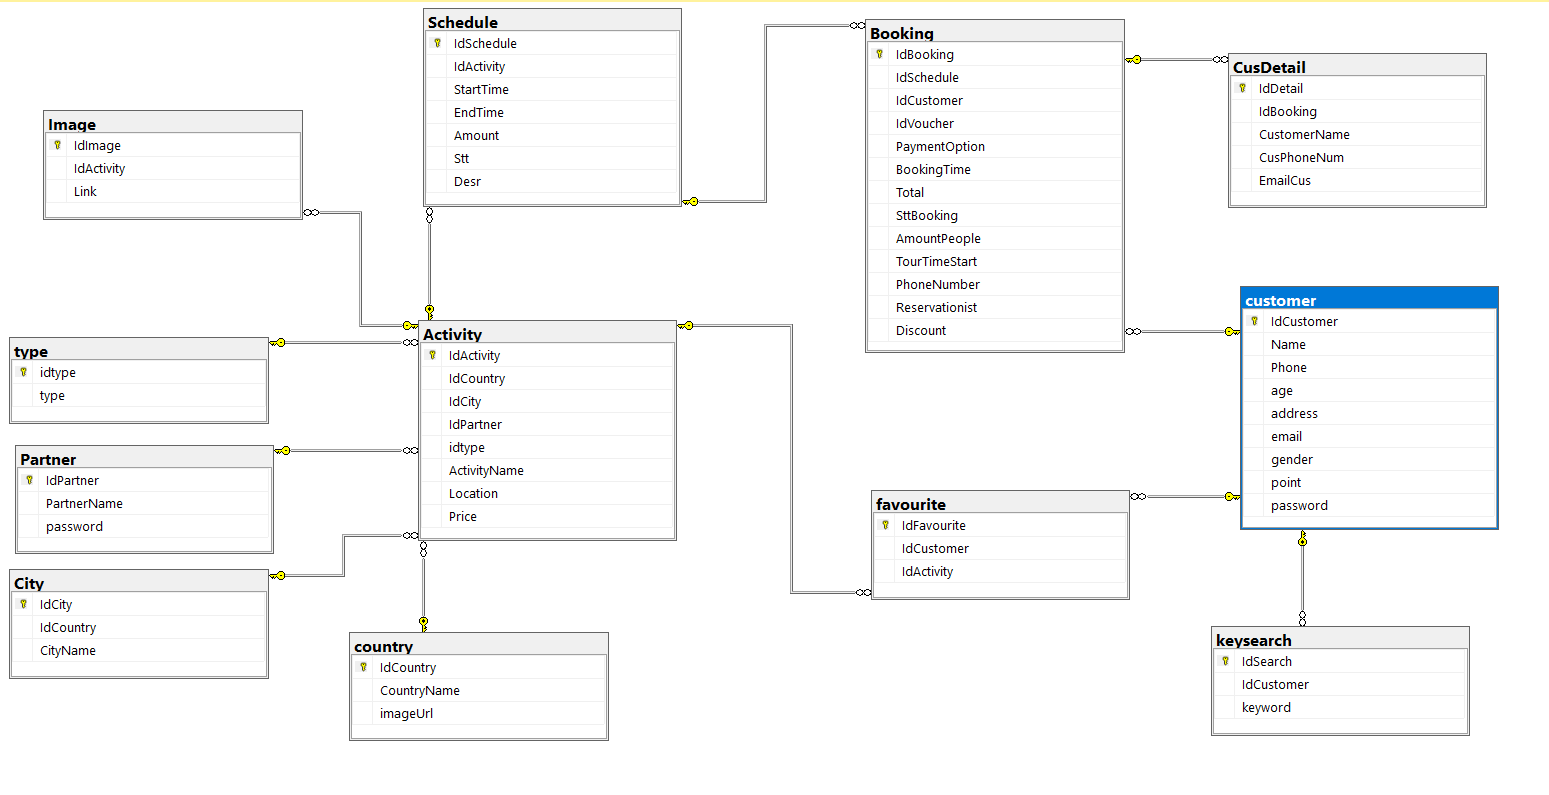 Schedule
IdSchedule
IdActivity
StartTime
EndTime
Amount
Stt
Desr
Booking
IdBooking
IdSchedule
IdCustomer
IdVoucher
PaymentOption
BookingTime
Total
SttBooking
AmountPeople
TourTimeStart
PhoneNumber
Reservationist
Discount
CusDetail
IdDetail
IdBooking
CustomerName
CusPhoneNum
EmailCus
Image
IdImage
IdActivity
Link
type
idtype
type
Partner
IdPartner
PartnerName
password
City
IdCity
IdCountry
CityName
Activity
IdActivity
IdCountry
IdCity
IdPartner
idtype
ActivityName
Location
Price
country
IdCountry
CountryName
imageUrl
favourite
IdFavourite
IdCustomer
IdActivity
customer
IdCustomer
Name
Phone
age
address
email
gender
point
password
keysearch
IdSearch
IdCustomer
keyword